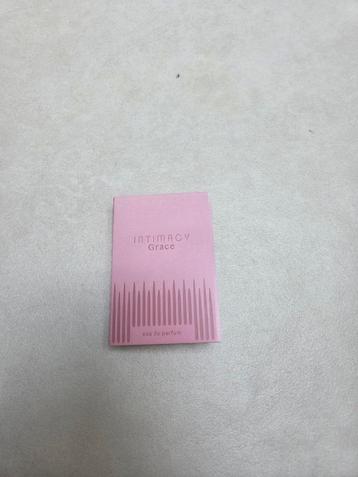 INTIMACY
Grace
eau de parfum